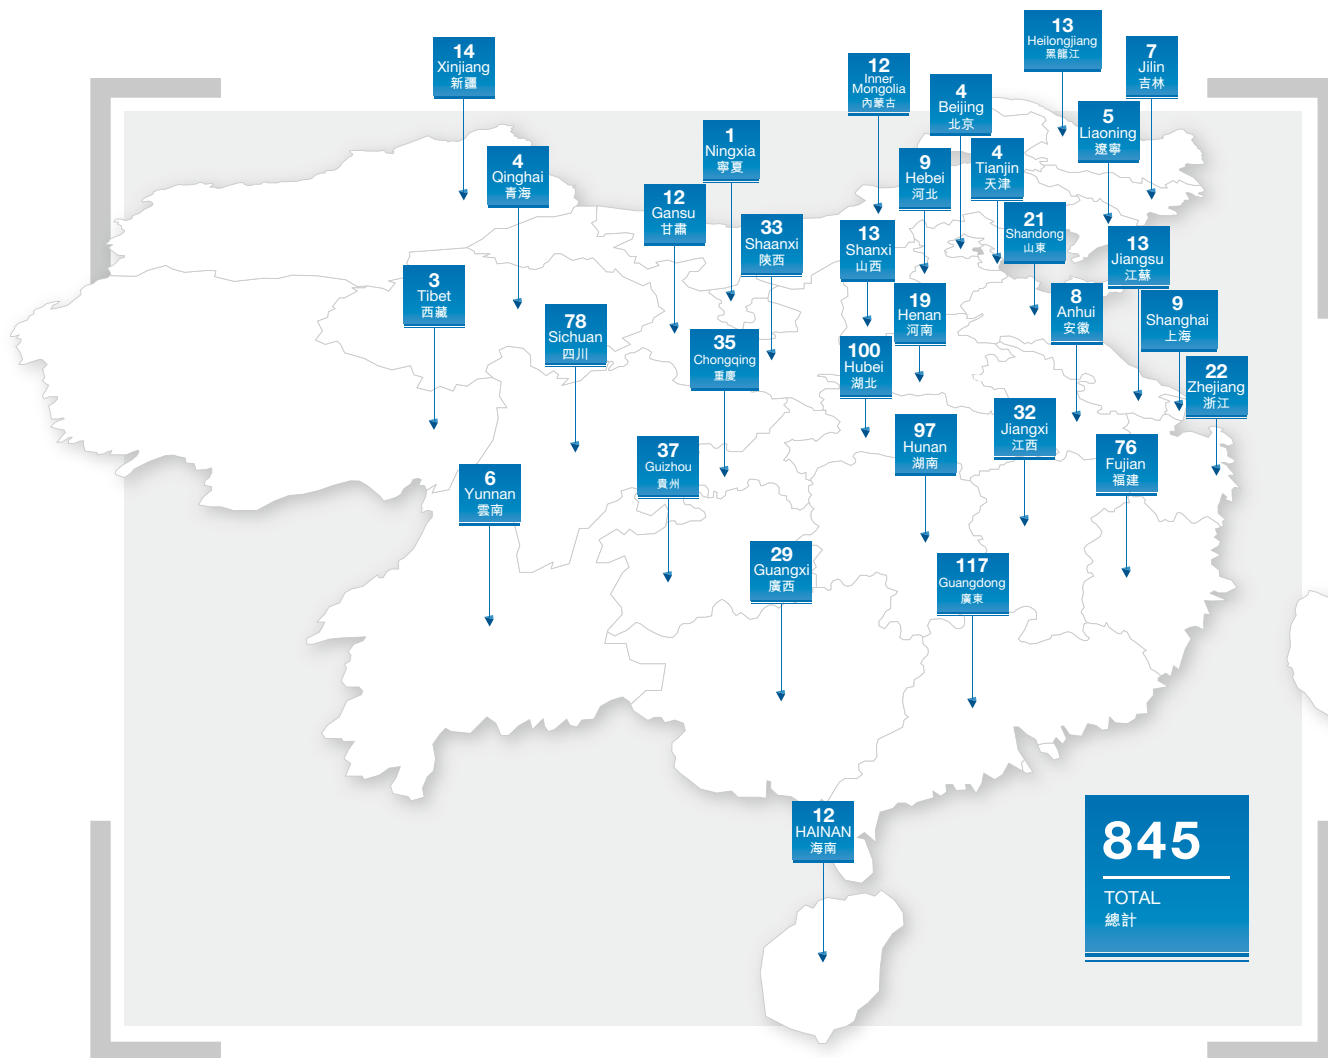 13
Heilongjiang
黑龍江
14
Xinjiang
新疆
7
Jilin
吉林
12
Inner
Mongolia
內蒙古
4
Beijing
北京
5
Liaoning
遼寧
1
Ningxia
寧夏
4
Qinghai
青海
9
Hebei
河北
4
Tianjin
天津
12
Gansu
甘肅
33
Shaanxi
陝西
13
Shanxi
山西
21
Shandong
山東
13
Jiangsu
江蘇
3
Tibet
西藏
78
Sichuan
四川
19
Henan
河南
8
Anhui
安徽
9
Shanghai
上海
35
Chongqing
重慶
100
Hubei
湖北
22
Zhejiang
浙江
32
Jiangxi
江西
97
Hunan
湖南
37
Guizhou
貴州
76
Fujian
福建
6
Yunnan
雲南
29
Guangxi
廣西
117
Guangdong
廣東
12
HAINAN
海南
845
TOTAL
總計